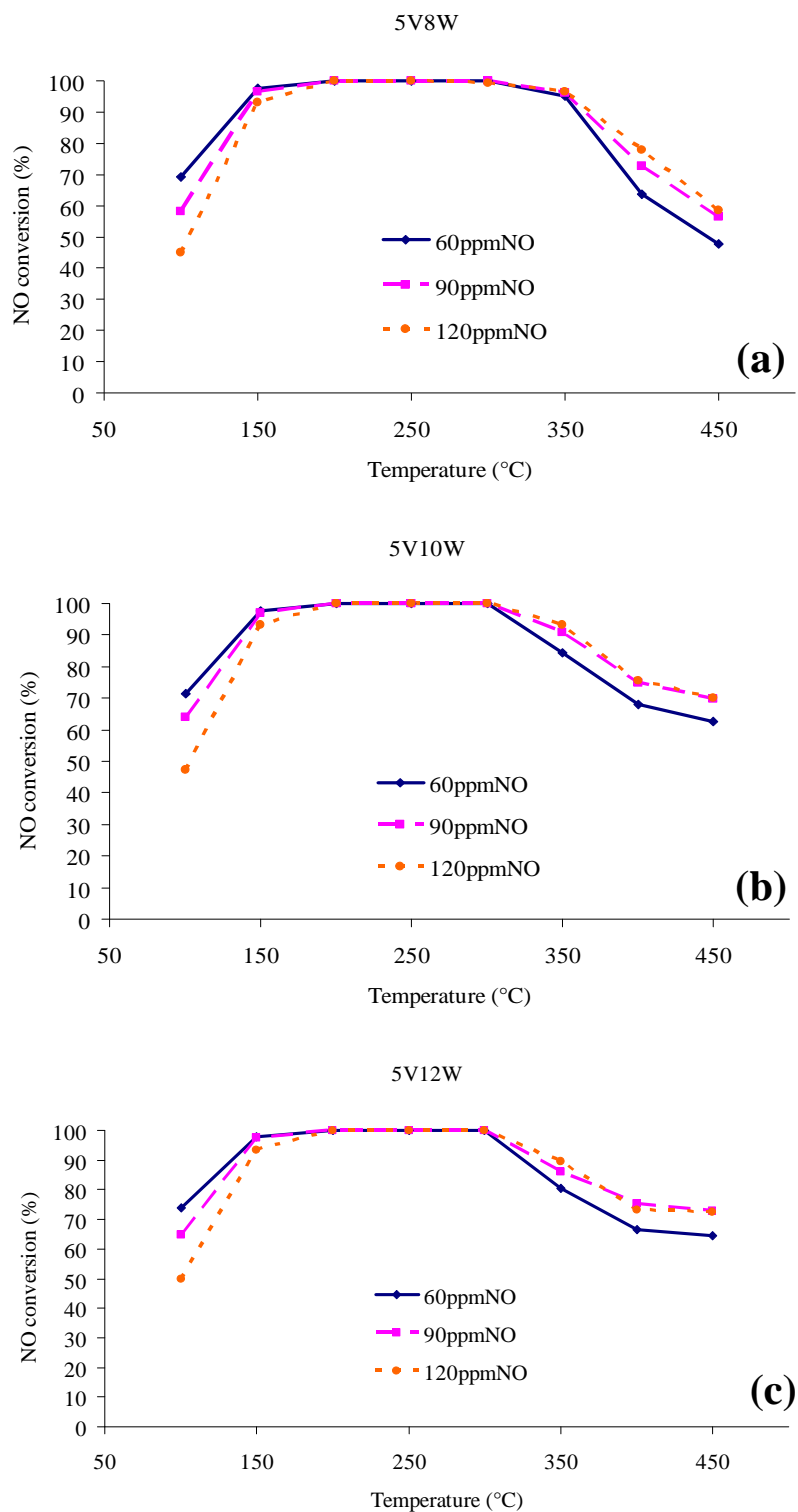 5V8W
100
90
80
70
60
50
40
30
20
10
0
NO conversion (%)
60ppmNO
90ppmNO
120ppmNO
(a)
50 150 250 350 450
Temperature (°C)
5V10W
100
90
80
70
60
50
40
30
20
10
0
NO conversion (%)
60ppmNO
90ppmNO
120ppmNO
(b)
50 150 250 350 450
Temperature (°C)
5V12W
100
90
80
70
60
50
40
30
20
10
0
NO conversion (%)
60ppmNO
90ppmNO
120ppmNO
(c)
50 150 250 350 450
Temperature (°C)